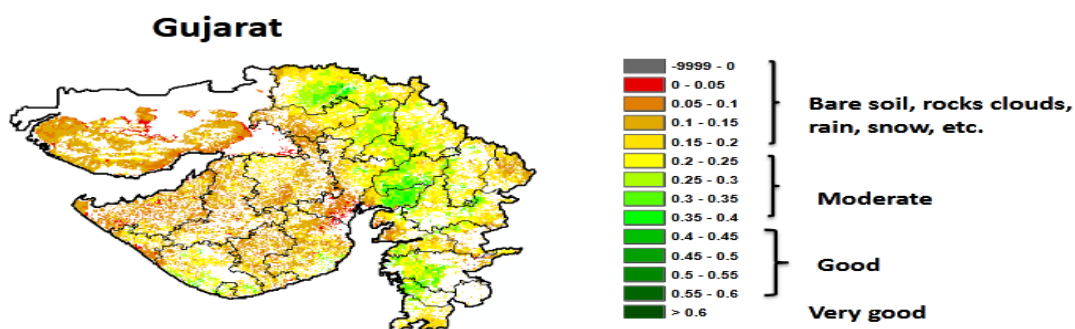 Gujarat
-9999 - 0
0 - 0.05
0.05 - 0.1
0.1 - 0.15
0.15 - 0.2
0.2 - 0.25
0.25 - 0.3
0.3 - 0.35
0.35 - 0.4
0.4 - 0.45
0.45 - 0.5
0.5 - 0.55
0.55 - 0.6
> 0.6
Bare soil, rocks clouds,
rain, snow, etc.
Moderate
Good
Very good